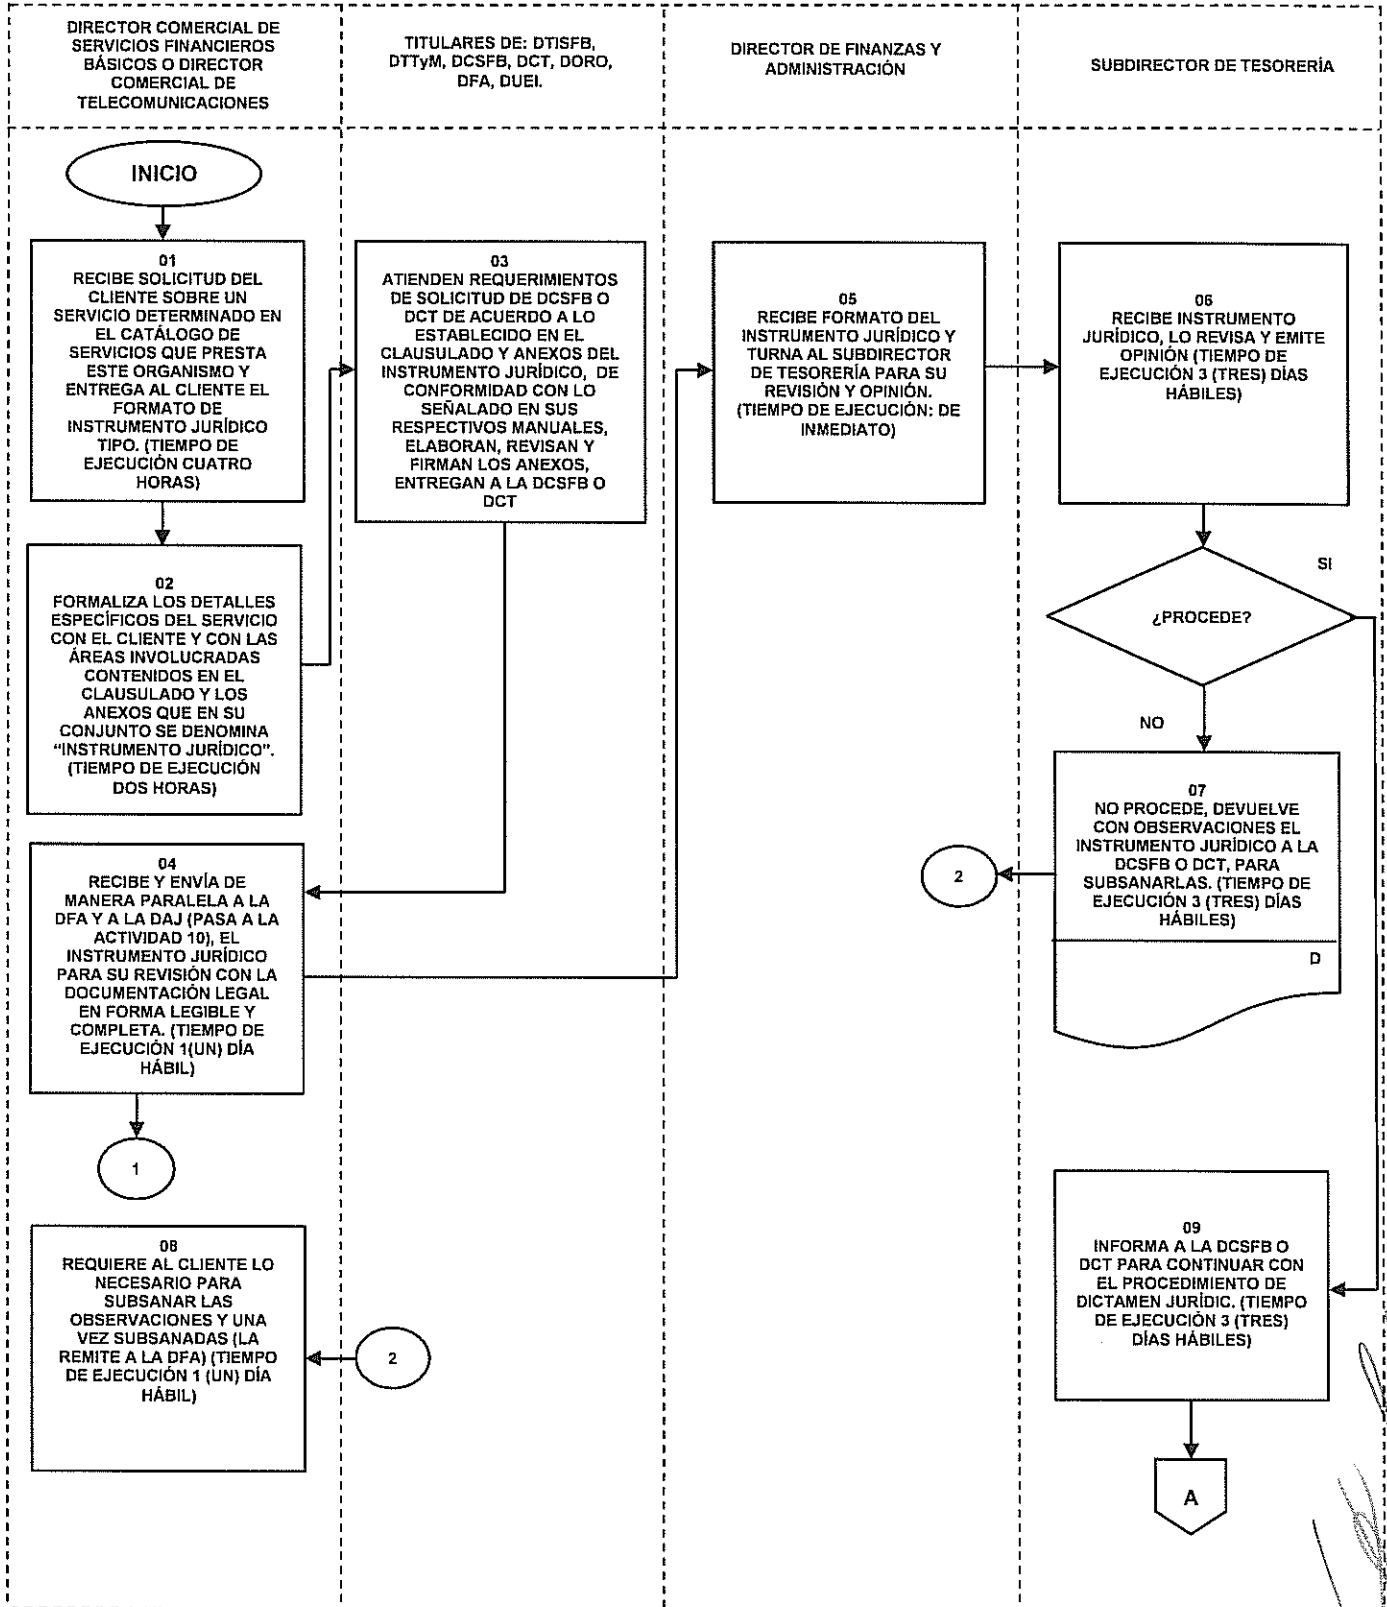 DIRECTOR COMERCIAL DE
SERVICIOS FINANCIEROS
BÁSICOS O DIRECTOR
COMERCIAL DE
TELECOMUNICACIONES
TITULARES DE: DTISFB,
DTTyM, DCSFB, DCT, DORO,
DFA, DUEI.
DIRECTOR DE FINANZAS Y
ADMINISTRACIÓN
SUBDIRECTOR DE TESORERÍA
INICIO
01
RECIBE SOLICITUD DEL
CLIENTE SOBRE UN
SERVICIO DETERMINADO EN
EL CATÁLOGO DE
SERVICIOS QUE PRESTA
ESTE ORGANISMO Y
ENTREGA AL CLIENTE EL
FORMATO DE
INSTRUMENTO JURÍDICO
TIPO. (TIEMPO DE
EJECUCIÓN CUATRO
HORAS)
02
FORMALIZA LOS DETALLES
ESPECÍFICOS DEL SERVICIO
CON EL CLIENTE Y CON LAS
ÁREAS INVOLUCRADAS
CONTENIDOS EN EL
CLAUSULADO Y LOS
ANEXOS QUE EN SU
CONJUNTO SE DENOMINA
“INSTRUMENTO JURÍDICO”.
(TIEMPO DE EJECUCIÓN
DOS HORAS)
03
ATIENDEN REQUERIMIENTOS
DE SOLICITUD DE DCSFB O
DCT DE ACUERDO A LO
ESTABLECIDO EN EL
CLAUSULADO Y ANEXOS DEL
INSTRUMENTO JURÍDICO, DE
CONFORMIDAD CON LO
SEÑALADO EN SUS
RESPECTIVOS MANUALES,
ELABORAN, REVISAN Y
FIRMAN LOS ANEXOS,
ENTREGAN A LA DCSFB O
DCT
04
RECIBE Y ENVÍA DE
MANERA PARALELA A LA
DFA Y A LA DAJ (PASA A LA
ACTIVIDAD 10), EL
INSTRUMENTO JURÍDICO
PARA SU REVISIÓN CON LA
DOCUMENTACIÓN LEGAL
EN FORMA LEGIBLE Y
COMPLETA. (TIEMPO DE
EJECUCIÓN 1(UN) DÍA
HÁBIL)
1
05
RECIBE FORMATO DEL
INSTRUMENTO JURÍDICO Y
TURNA AL SUBDIRECTOR
DE TESORERÍA PARA SU
REVISIÓN Y OPINIÓN.
(TIEMPO DE EJECUCIÓN: DE
INMEDIATO)
06
RECIBE INSTRUMENTO
JURÍDICO, LO REVISA Y EMITE
OPINIÓN (TIEMPO DE
EJECUCIÓN 3 (TRES) DÍAS
HÁBILES)
SI
¿PROCEDE?
NO
07
NO PROCEDE, DEVUELVE
CON OBSERVACIONES EL
INSTRUMENTO JURÍDICO A LA
DCSFB O DCT, PARA
SUBSANARLAS. (TIEMPO DE
EJECUCIÓN 3 (TRES) DÍAS
HÁBILES)
D
2
08
REQUIERE AL CLIENTE LO
NECESARIO PARA
SUBSANAR LAS
OBSERVACIONES Y UNA
VEZ SUBSANADAS (LA
REMITE A LA DFA) (TIEMPO
DE EJECUCIÓN 1 (UN) DÍA
HÁBIL)
2
09
INFORMA A LA DCSFB O
DCT PARA CONTINUAR CON
EL PROCEDIMIENTO DE
DICTAMEN JURÍDIC. (TIEMPO
DE EJECUCIÓN 3 (TRES)
DÍAS HÁBILES)
A